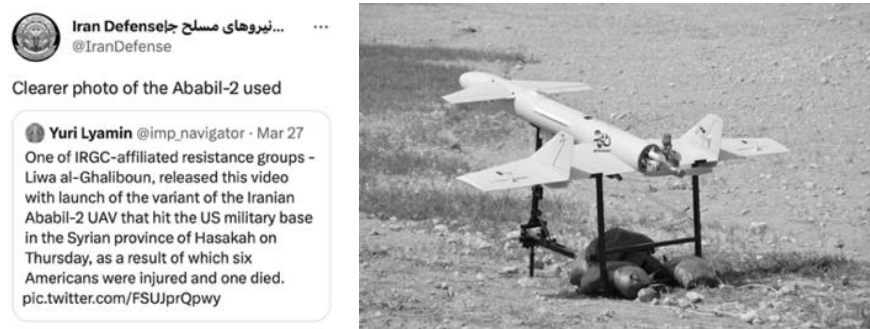 Iran Defense|نیروهای مسلح جا...
@IranDefense
Clearer photo of the Ababil-2 used
Yuri Lyamin @imp_navigator · Mar 27
One of IRGC-affiliated resistance groups -
Liwa al-Ghaliboun, released this video
with launch of the variant of the Iranian
Ababil-2 UAV that hit the US military base
in the Syrian province of Hasakah on
Thursday, as a result of which six
Americans were injured and one died.
pic.twitter.com/FSUJprQpwy